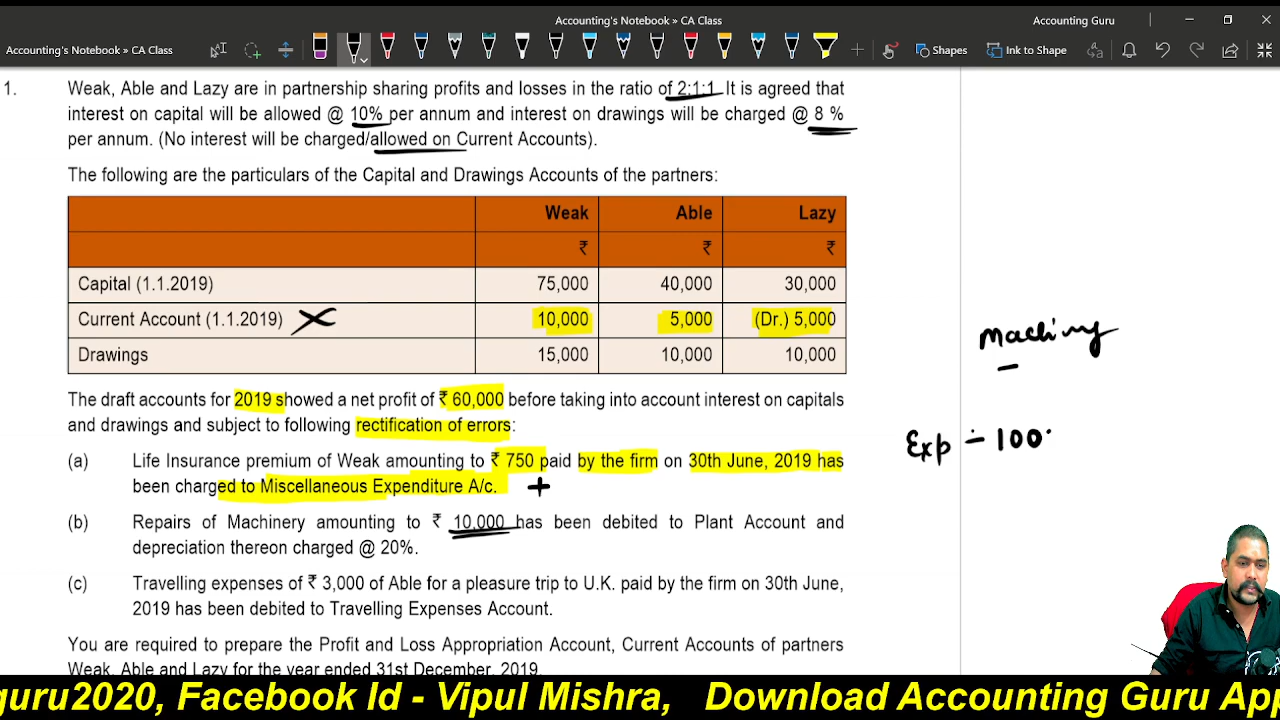 Accounting's Notebook » CA Class
Accounting Guru
Accounting's Notebook » CA Class
Shapes
Ink to Shape
1. Weak, Able and Lazy are in partnership sharing profits and losses in the ratio of 2:1:1. It is agreed that
interest on capital will be allowed @ 10% per annum and interest on drawings will be charged @ 8 %
per annum. (No interest will be charged/allowed on Current Accounts).
The following are the particulars of the Capital and Drawings Accounts of the partners:
Weak Able Lazy
₹ ₹ ₹
Capital (1.1.2019) 75,000 40,000 30,000
Current Account (1.1.2019) 10,000 5,000 (Dr.) 5,000
Drawings 15,000 10,000 10,000
Machiny
The draft accounts for 2019 showed a net profit of ₹ 60,000 before taking into account interest on capitals
and drawings and subject to following rectification of errors:
Exp - 100
(a) Life Insurance premium of Weak amounting to ₹ 750 paid by the firm on 30th June, 2019 has
been charged to Miscellaneous Expenditure A/c. +
(b) Repairs of Machinery amounting to ₹ 10,000 has been debited to Plant Account and
depreciation thereon charged @ 20%.
(c) Travelling expenses of ₹ 3,000 of Able for a pleasure trip to U.K. paid by the firm on 30th June,
2019 has been debited to Travelling Expenses Account.
You are required to prepare the Profit and Loss Appropriation Account, Current Accounts of partners
Weak, Able and Lazy for the year ended 31st December, 2019.
guru2020, Facebook Id - Vipul Mishra, Download Accounting Guru App